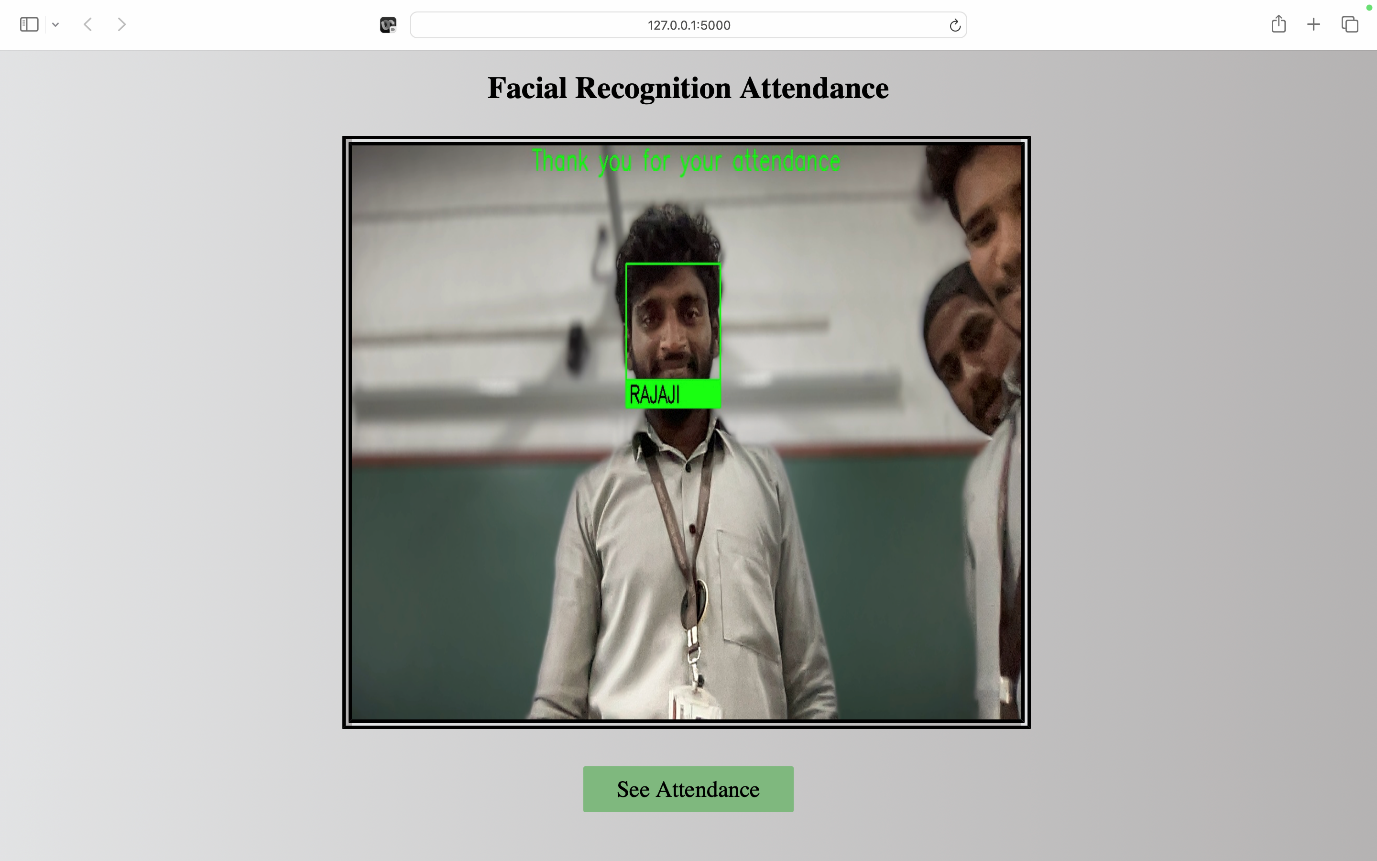 127.0.0.1:5000
Facial Recognition Attendance
Thank you for your attendance
RAJAJI
See Attendance